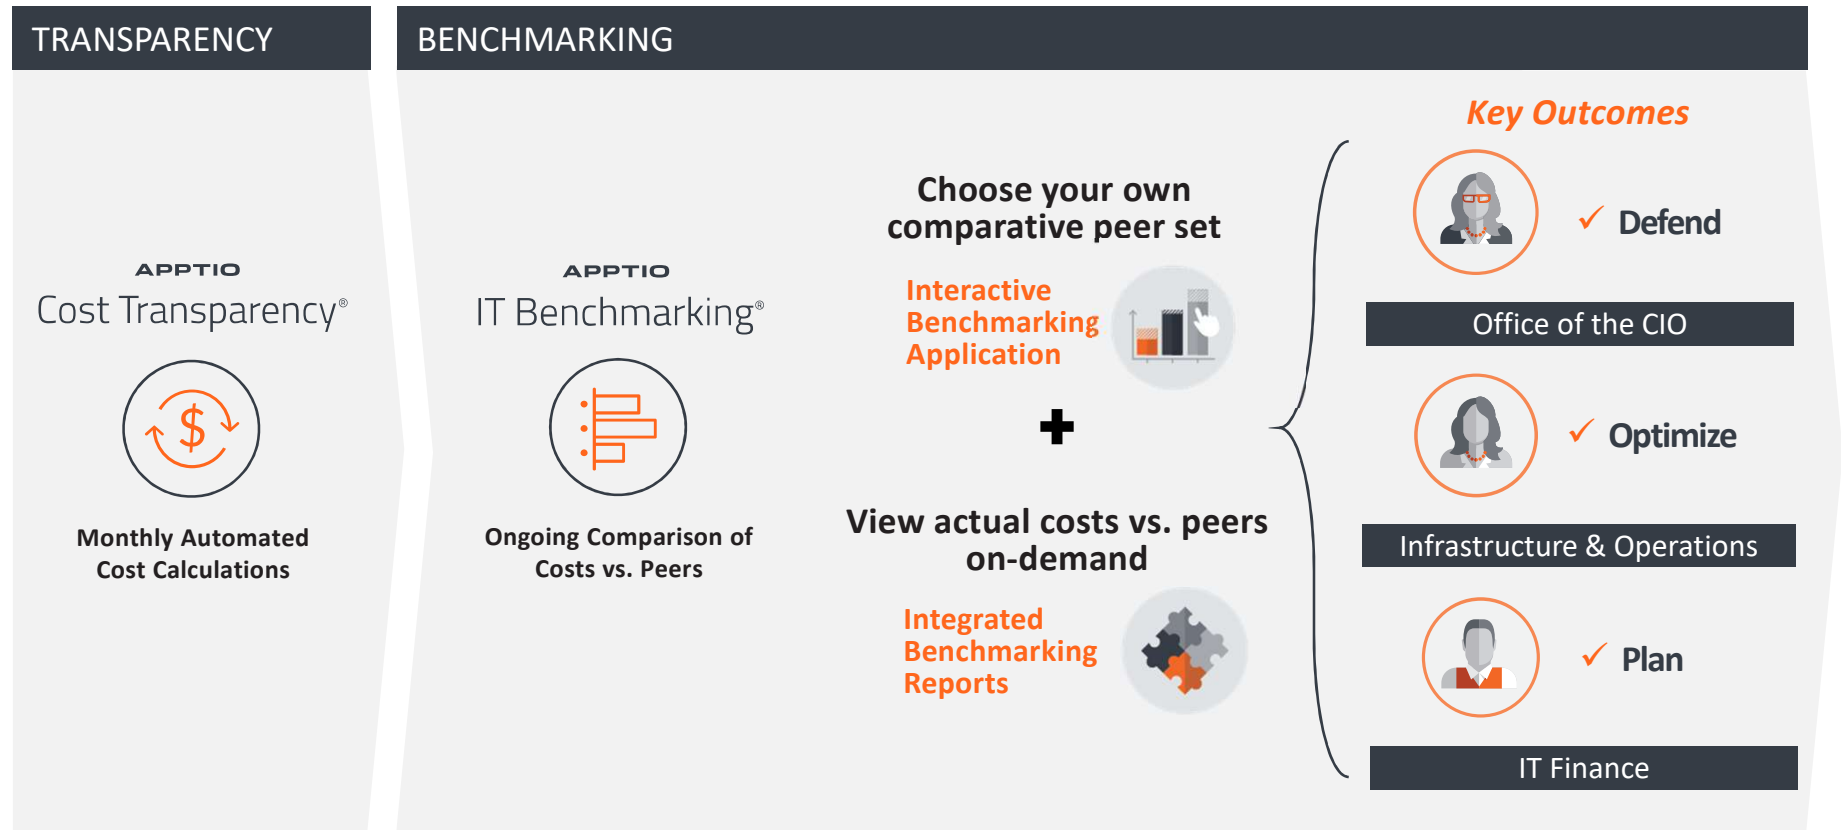 TRANSPARENCY
APPTIO
Cost Transparency®
$
Monthly Automated
Cost Calculations
BENCHMARKING
APPTIO
IT Benchmarking®
Ongoing Comparison of
Costs vs. Peers
Choose your own
comparative peer set
Interactive
Benchmarking
Application
+
View actual costs vs. peers
on-demand
Integrated
Benchmarking
Reports
Key Outcomes
✓ Defend
Office of the CIO
✓ Optimize
Infrastructure & Operations
✓ Plan
IT Finance